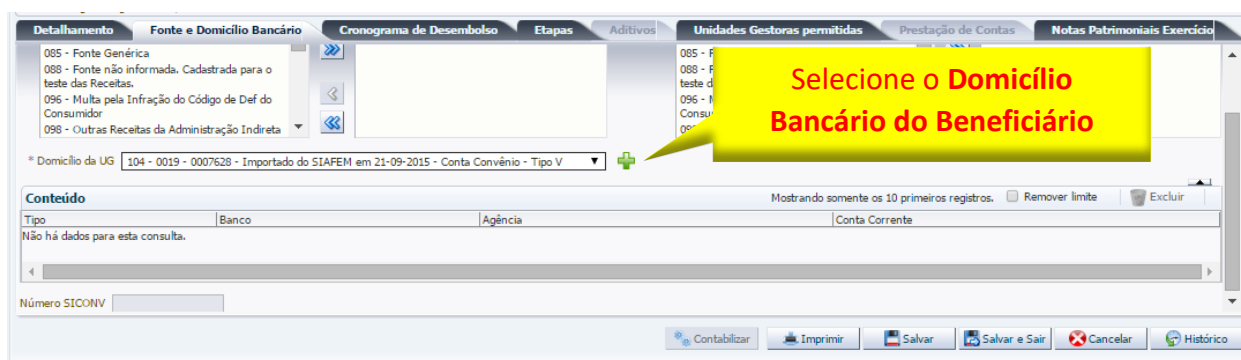 Detalhamento Fonte e Domicílio Bancário Cronograma de Desembolso Etapas Aditivos Unidades Gestoras permitidas Prestação de Contas Notas Patrimoniais Exercício
085 - Fonte Genérica
088 - Fonte não informada. Cadastrada para o
teste das Receitas.
096 - Multa pela Infração do Código de Def do
Consumidor
098 - Outras Receitas da Administração Indireta
085 - F
088 - F
teste d
096 - M
Consu
Selecione o Domicílio
Bancário do Beneficiário
* Domicílio da UG 104 - 0019 - 0007628 - Importado do SIAFEM em 21-09-2015 - Conta Convênio - Tipo V
Conteúdo Mostrando somente os 10 primeiros registros. Remover limite Excluir
Tipo Banco Agência Conta Corrente
Não há dados para esta consulta.
Número SICONV
Contabilizar Imprimir Salvar Salvar e Sair Cancelar Histórico